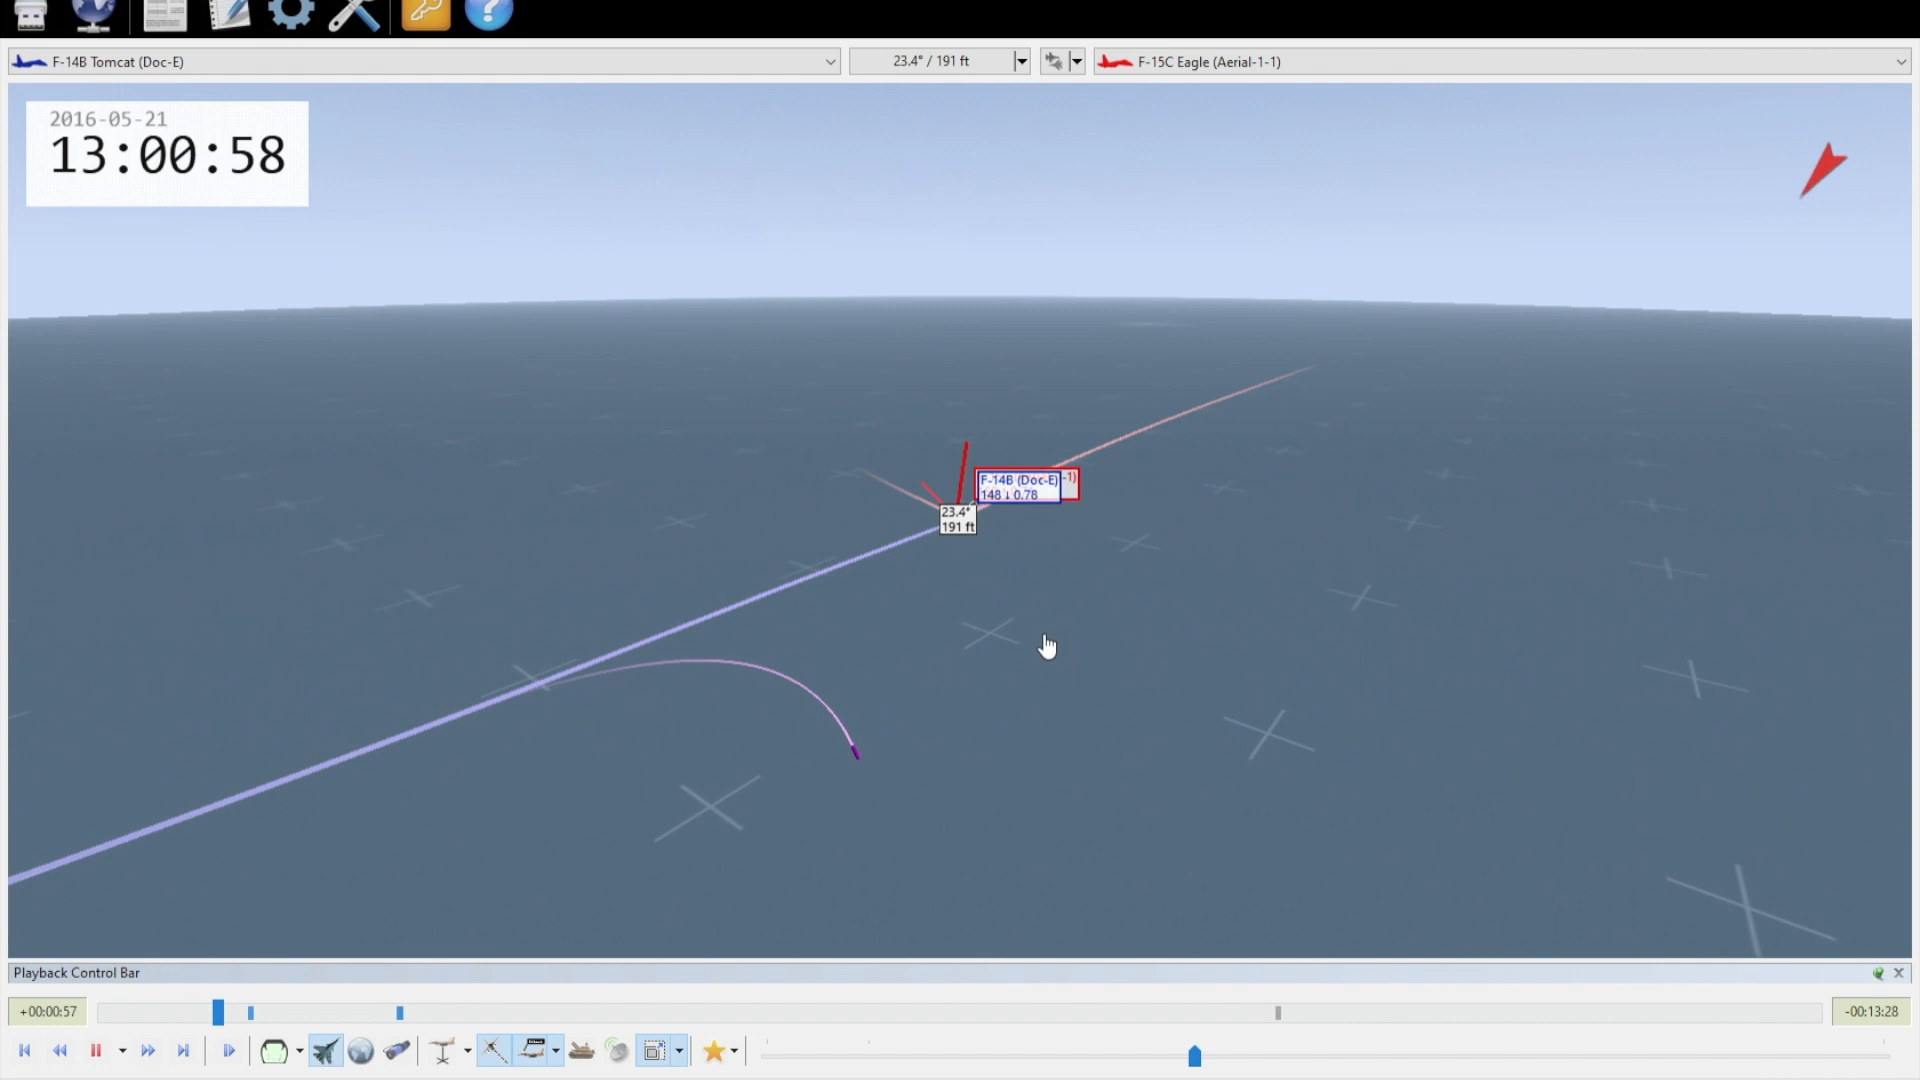 F-14B Tomcat (Doc-E)
23.4° / 191 ft
F-15C Eagle (Aerial-1-1)
2016-05-21
13:00:58
-1)
F-14B (Doc-E)
148 ↓ 0.78
23.4°
191 ft
Playback Control Bar
+00:00:57
-00:13:28